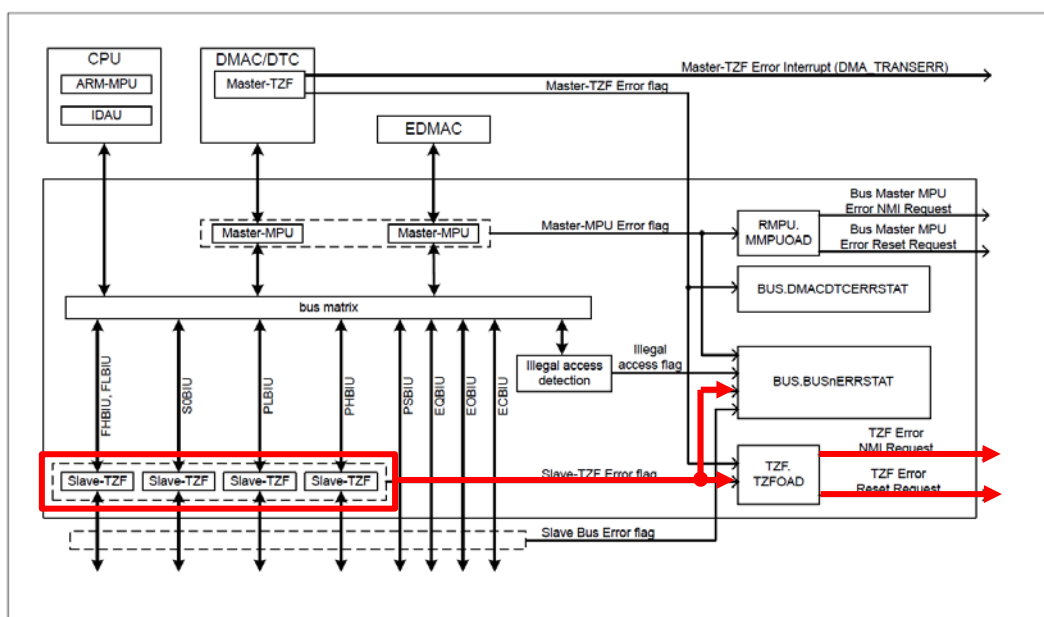 CPU
ARM-MPU
IDAU
DMAC/DTC
Master-TZF
EDMAC
Master-TZF Error Interrupt (DMA_TRANSERR)
Master-TZF Error flag
Master-MPU
Master-MPU
Master-MPU Error flag
RMPU.
MMPUOAD
Bus Master MPU
Error NMI Request
Bus Master MPU
Error Reset Request
bus matrix
BUS.DMACDTCERRSTAT
FHBIU, FLBIU
S0BIU
PLBIU
PHBIU
PSBIU
EQBIU
EOBIU
ECBIU
Illegal access
detection
Illegal
access flag
BUS.BUSnERRSTAT
Slave-TZF
Slave-TZF
Slave-TZF
Slave-TZF
Slave-TZF Error flag
TZF.
TZFOAD
TZF Error
NMI Request
TZF Error
Reset Request
Slave Bus Error flag